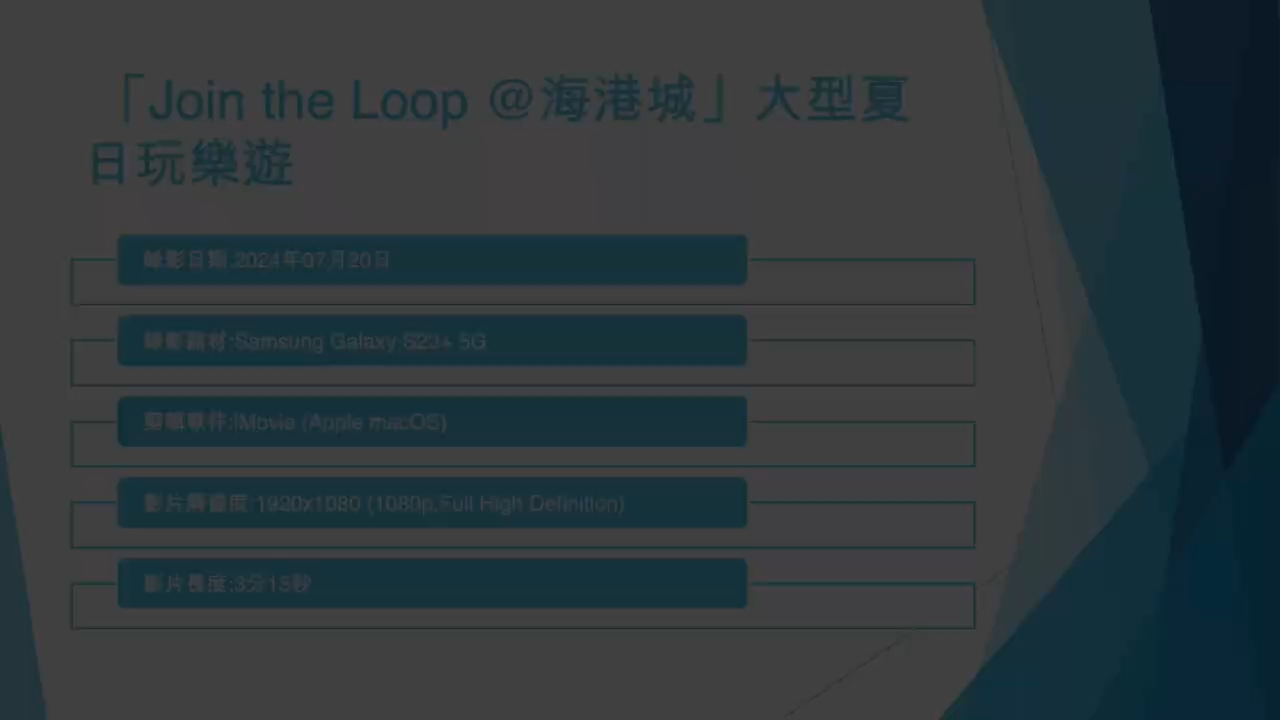 「Join the Loop @海港城」大型夏
日玩樂遊
錄影日期:2024年07月20日
錄影器材:Samsung Galaxy S23+ 5G
剪輯軟件:iMovie (Apple macOS)
影片解像度:1920x1080 (1080p,Full High Definition)
影片長度:3分13秒